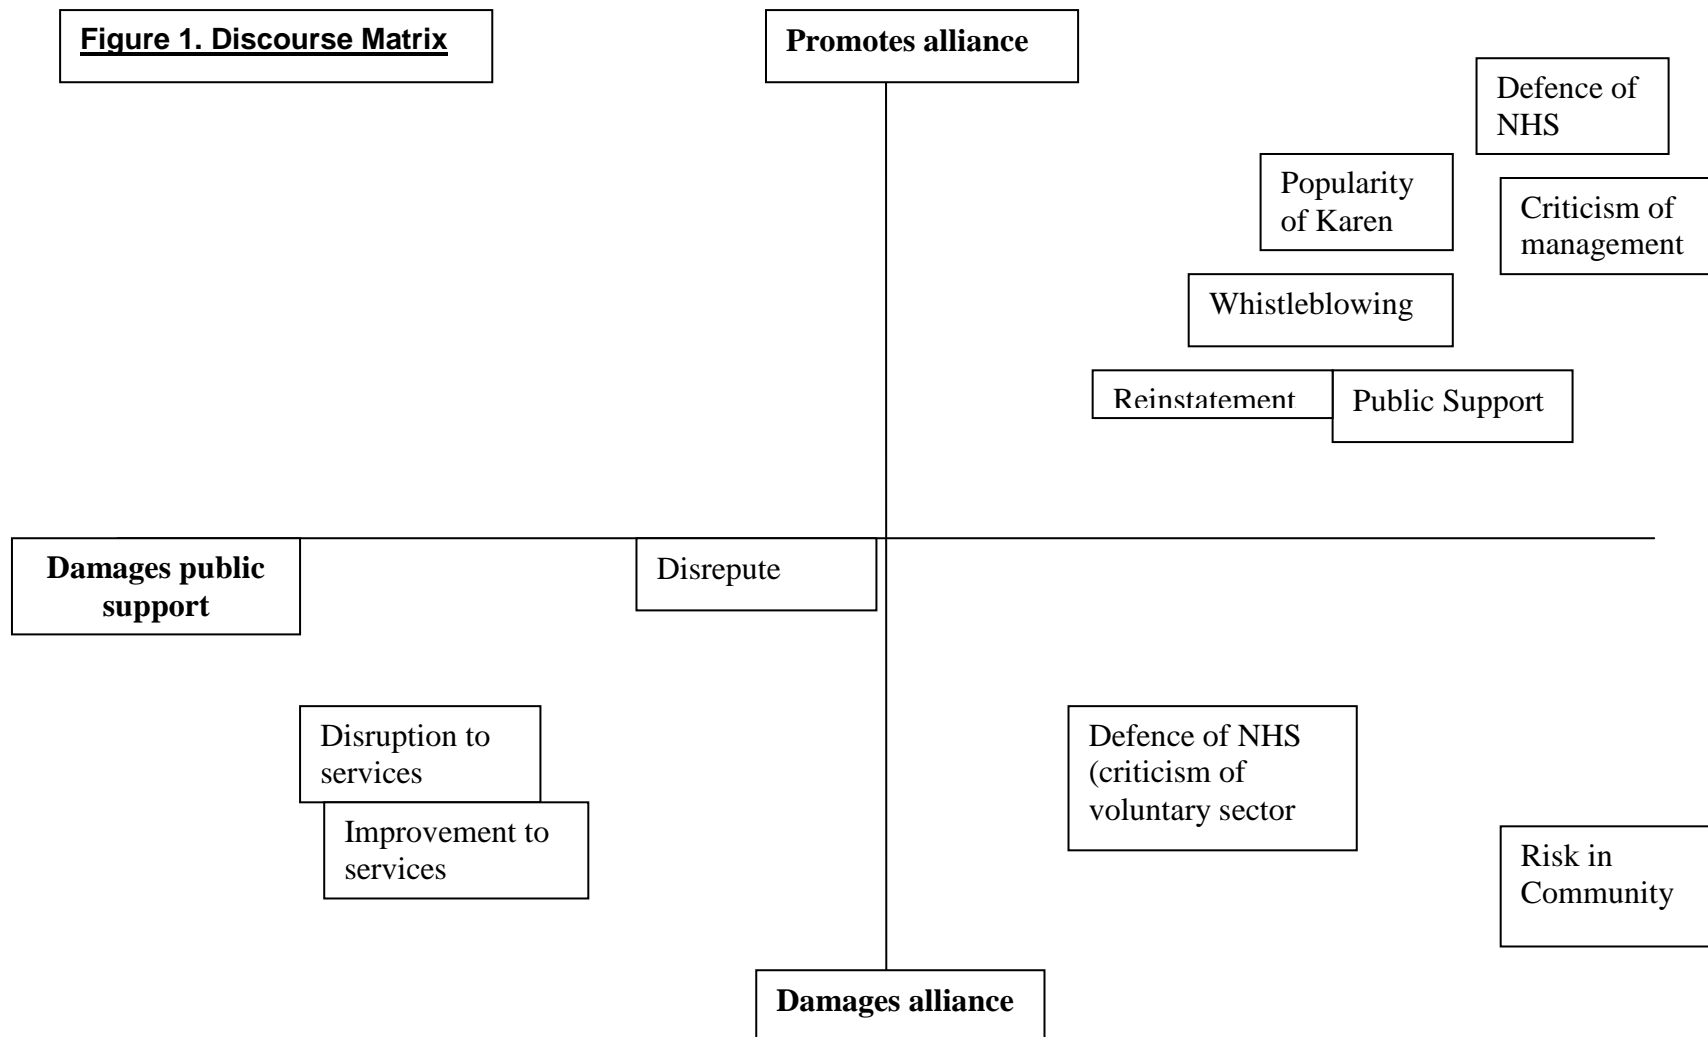 Figure 1. Discourse Matrix
Promotes alliance
Defence of
NHS
Popularity
of Karen
Criticism of
management
Whistleblowing
Reinstatement
Public Support
Damages public
support
Disrepute
Disruption to
services
Improvement to
services
Defence of NHS
(criticism of
voluntary sector
Risk in
Community
Damages alliance